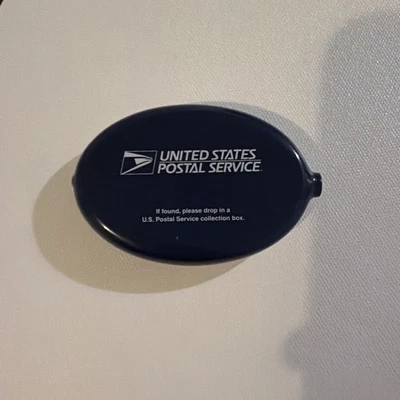 UNITED STATES
POSTAL SERVICE
If found, please drop in a
U.S. Postal Service collection box.